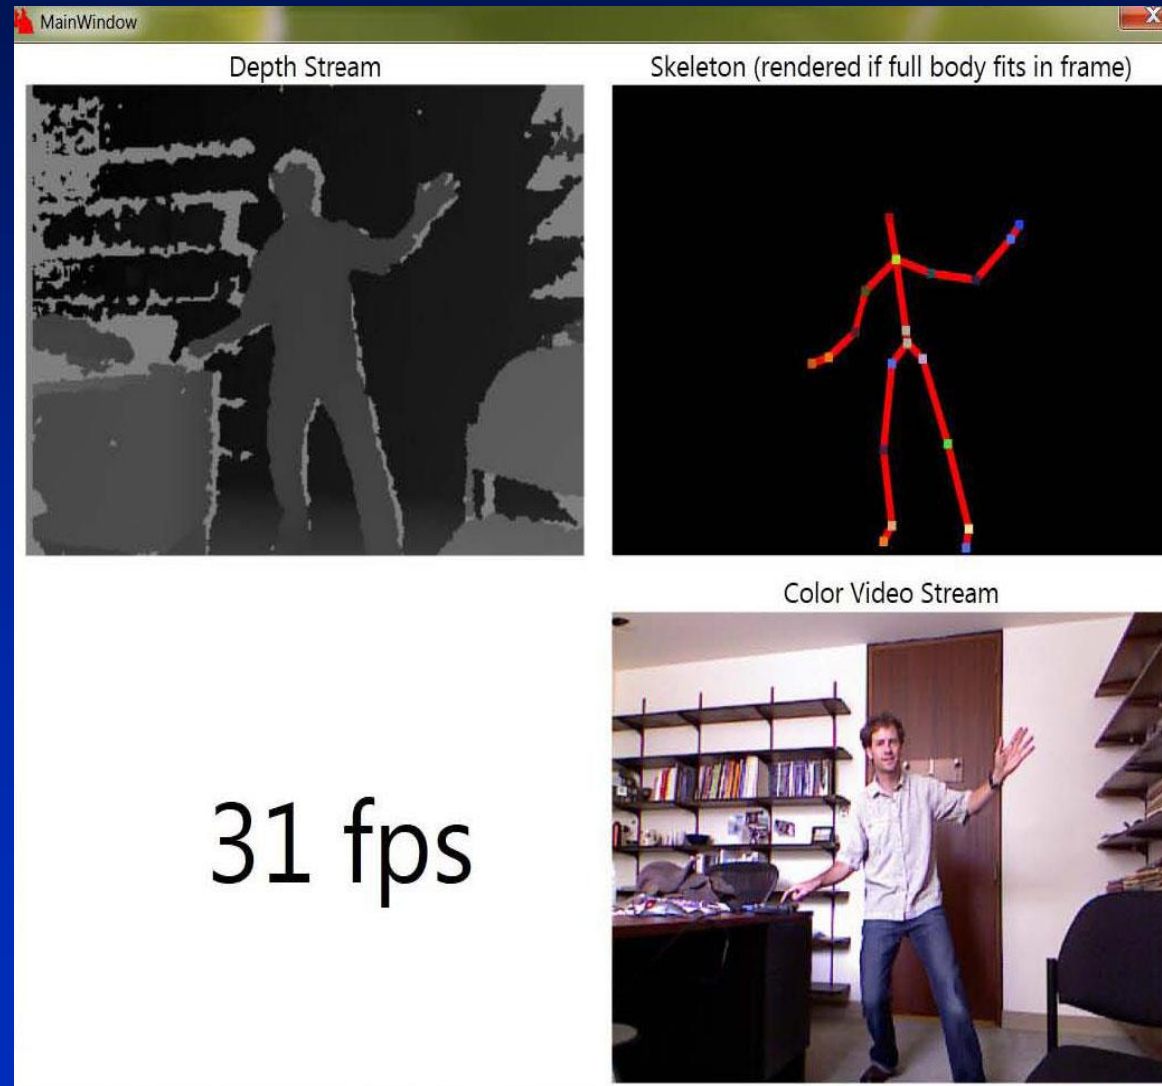 MainWindow
Depth Stream
Skeleton (rendered if full body fits in frame)
31 fps
Color Video Stream